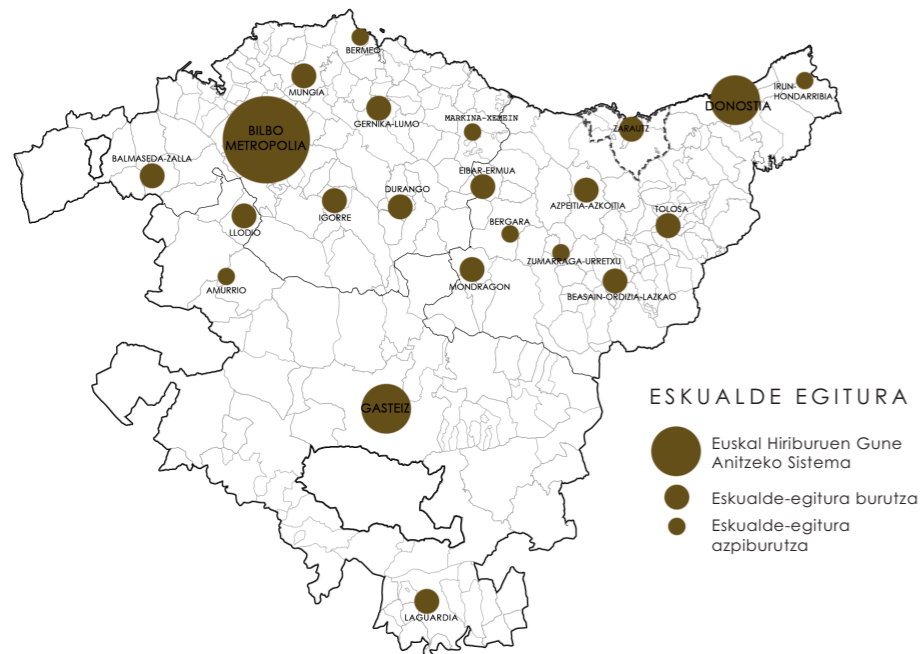 BERMEO
MUNGIA
GERNIKA-LUMO
MARKINA-XEMEIN
BILBO
METROPOLIA
BALMASEDA-ZALLA
DONOSTIA
IRUN-
HONDARRIBIA
ZARAUTZ
EIBAR-ERMUA
DURANGO
IGORRE
LLODIO
AZPEITIA-AZKOITIA
TOLOSA
BERGARA
ZUMARRAGA-URRETXU
MONDRAGON
BEASAIN-ORDIZIA-LAZKAO
AMURRIO
GASTEIZ
LAGUARDIA
ESKUALDE EGITURA
Euskal Hiriburuen Gune
Anitzeko Sistema
Eskualde-egitura burutza
Eskualde-egitura
azpiburutza